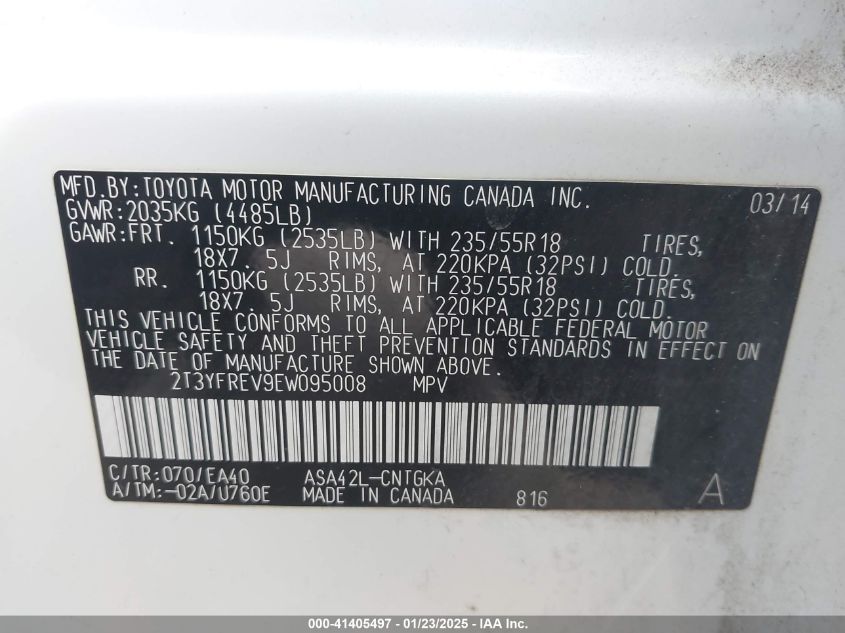 MFD.BY:TOYOTA MOTOR MANUFACTURING CANADA INC. 03/14
GVWR:2035KG (4485LB)
GAWR:FRT. 1150KG (2535LB) WITH 235/55R18 TIRES,
18X7. 5J RIMS, AT 220KPA (32PSI) COLD.
RR. 1150KG (2535LB) WITH 235/55R18 TIRES,
18X7. 5J RIMS, AT 220KPA (32PSI) COLD.
THIS VEHICLE CONFORMS TO ALL APPLICABLE FEDERAL MOTOR
VEHICLE SAFETY AND THEFT PREVENTION STANDARDS IN EFFECT ON
THE DATE OF MANUFACTURE SHOWN ABOVE.
2T3YFREV9EW095008 MPV
C/TR:070/EA40 ASA42L-CNTGKA
A/TM:-02A/U760E MADE IN CANADA 816 A
000-41405497 - 01/23/2025 - IAA Inc.